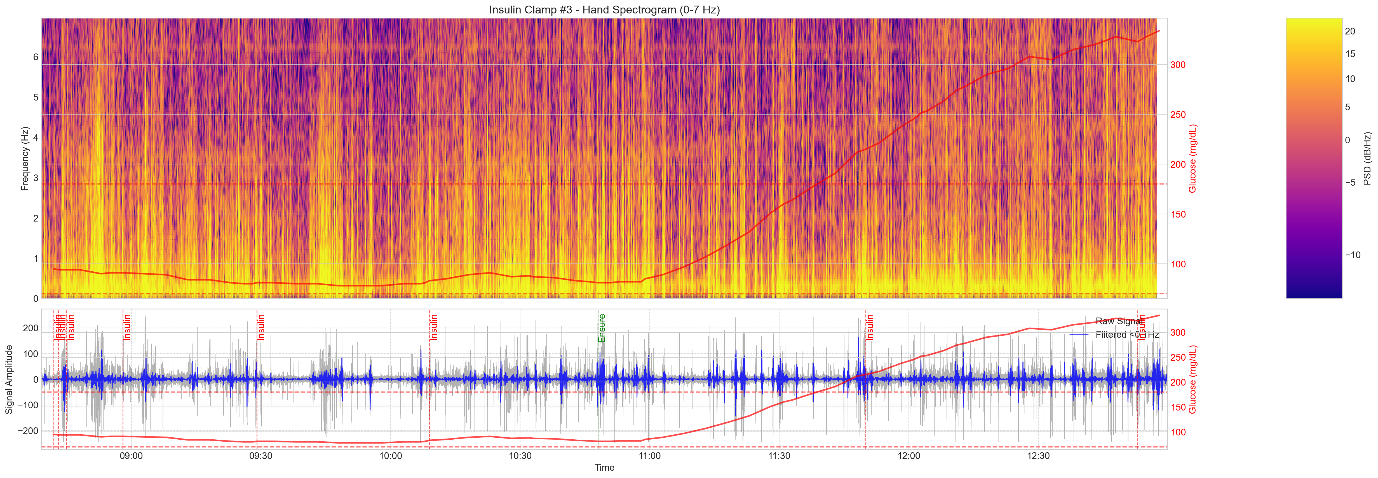 Insulin Clamp #3 - Hand Spectrogram (0-7 Hz)
Frequency (Hz)
6
5
4
3
2
1
0
300
250
200
150
100
Glucose (mg/dL)
20
15
10
5
0
−5
−10
PSD (dB/Hz)
Signal Amplitude
200
100
0
−100
−200
Insulin
Insulin
Insulin
Insulin
Insulin
Ensure
Insulin
Insulin
Raw Signal
Filtered
Hz
300
250
200
150
100
Glucose (mg/dL)
09:00
09:30
10:00
10:30
11:00
11:30
12:00
12:30
Time